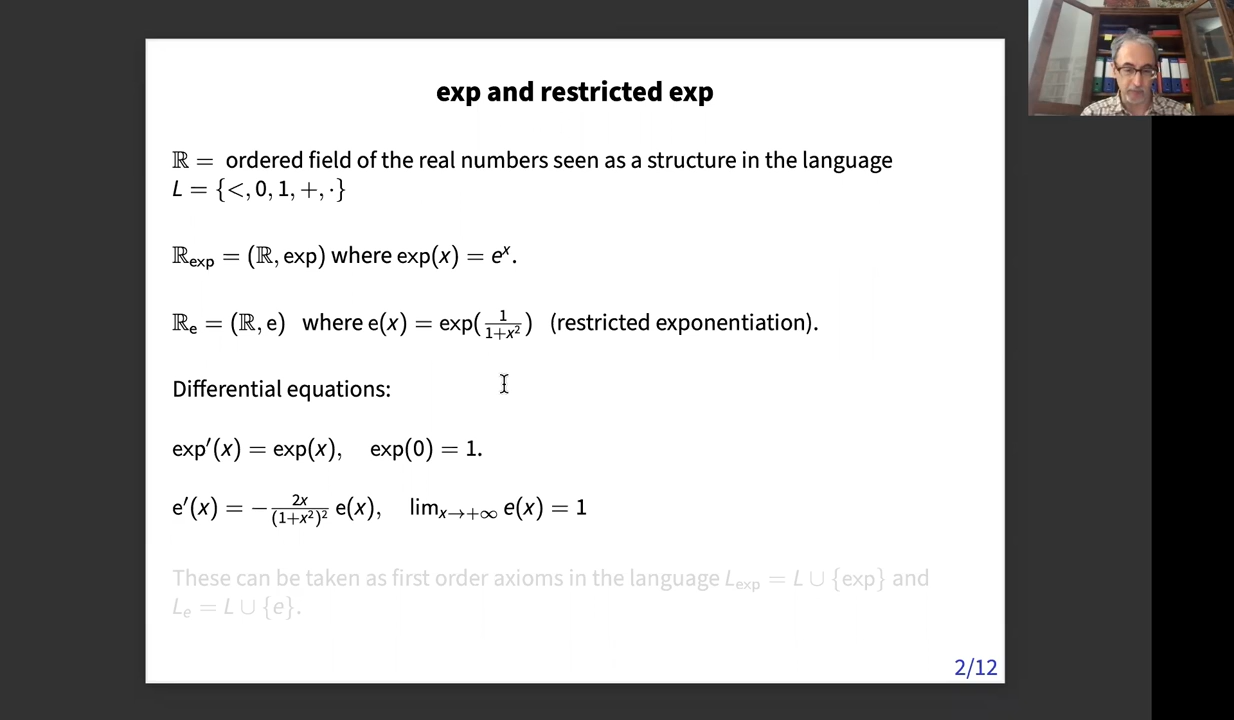 exp and restricted exp
ℝ = ordered field of the real numbers seen as a structure in the language
L = {<, 0, 1, +, ·}
ℝ_exp = (ℝ, exp) where exp(x) = e^x.
ℝ_e = (ℝ, e) where e(x) = exp(1/(1+x²)) (restricted exponentiation).
Differential equations:
exp′(x) = exp(x), exp(0) = 1.
e′(x) = −2x/(1+x²)² e(x), lim_{x→+∞} e(x) = 1
These can be taken as first order axioms in the language L_exp = L ∪ {exp} and
L_e = L ∪ {e}.
2/12